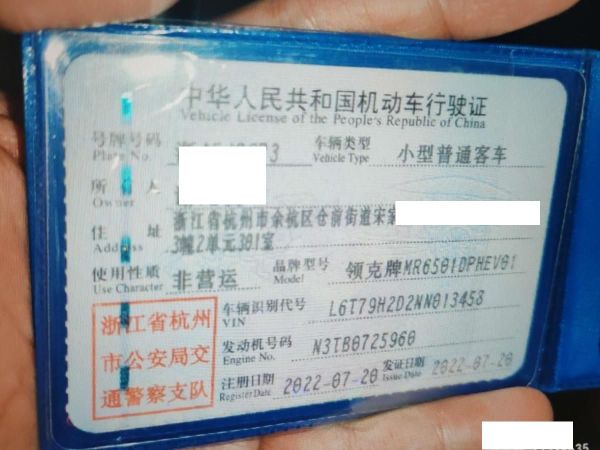 中华人民共和国机动车行驶证
Vehicle License of the People's Republic of China
号牌号码 车辆类型 小型普通客车
Plate No. Vehicle Type
所有人
Owner
住址 浙江省杭州市余杭区仓前街道宋家
Address 3幢2单元301室
使用性质 非营运 品牌型号 领克牌MR6501DPHEV01
Use Character Model
浙江省杭州 车辆识别代号 L6T79H2D2NN013458
VIN
市公安局交 发动机号码 N3TB0725960
Engine No.
通警察支队 注册日期 2022-07-20 发证日期 2022-07-20
Register Date Issue Date
35